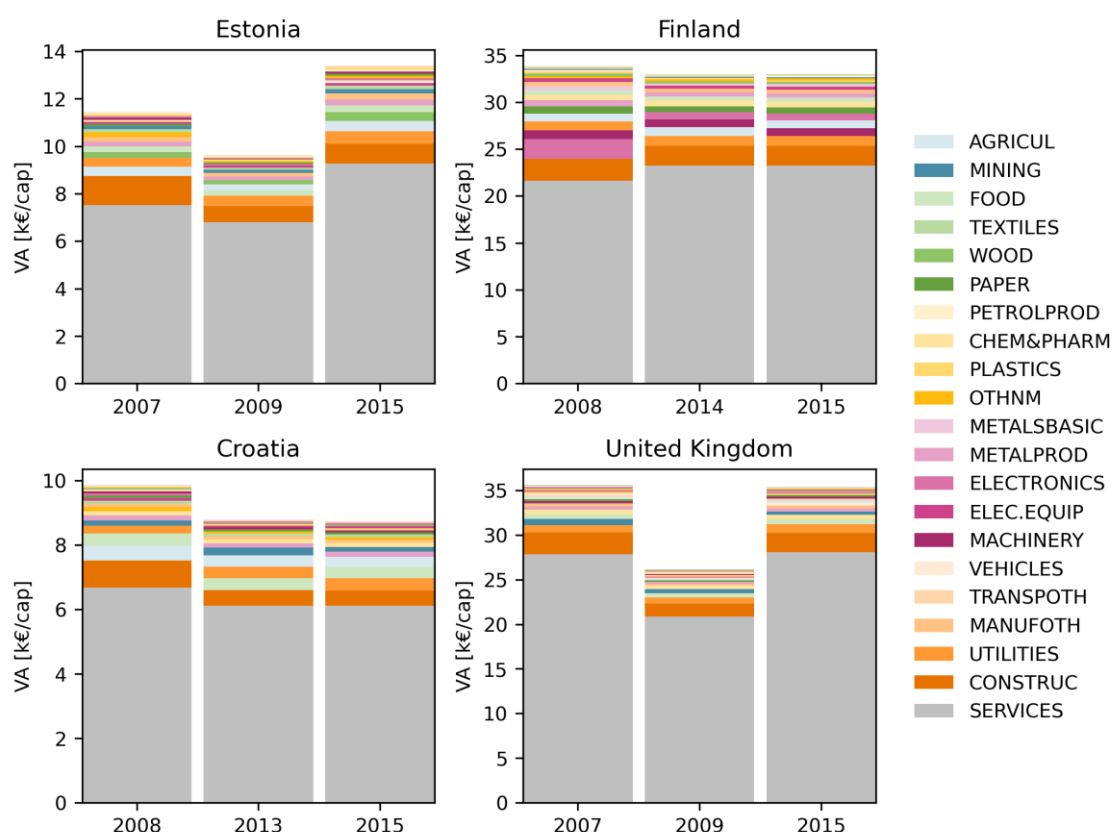 Estonia
VA [k€/cap]
14
12
10
8
6
4
2
0
2007 2009 2015
Finland
VA [k€/cap]
35
30
25
20
15
10
5
0
2008 2014 2015
Croatia
VA [k€/cap]
10
8
6
4
2
0
2008 2013 2015
United Kingdom
VA [k€/cap]
35
30
25
20
15
10
5
0
2007 2009 2015
AGRICUL
MINING
FOOD
TEXTILES
WOOD
PAPER
PETROLPROD
CHEM&PHARM
PLASTICS
OTHNM
METALSBASIC
METALPROD
ELECTRONICS
ELEC.EQUIP
MACHINERY
VEHICLES
TRANSPOTH
MANUFOTH
UTILITIES
CONSTRUC
SERVICES